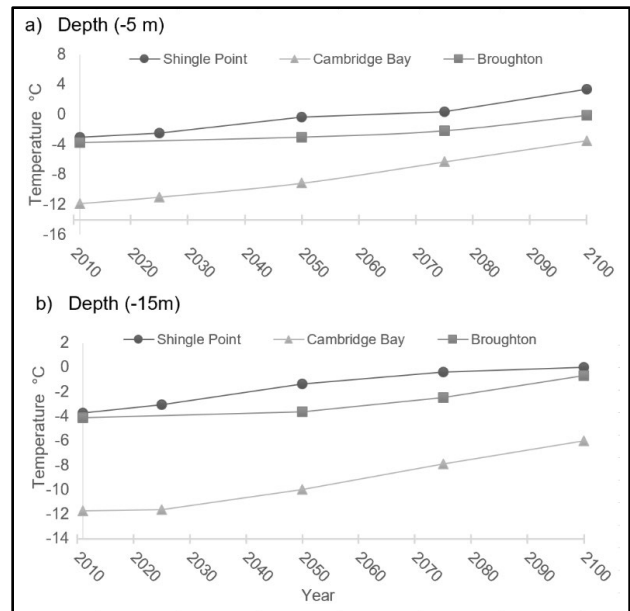 a) Depth (-5 m)
Shingle Point Cambridge Bay Broughton
8
4
0
-4
-8
-12
-16
Temperature °C
2010 2020 2030 2040 2050 2060 2070 2080 2090 2100
b) Depth (-15m)
Shingle Point Cambridge Bay Broughton
2
0
-2
-4
-6
-8
-10
-12
-14
Temperature °C
2010 2020 2030 2040 2050 2060 2070 2080 2090 2100
Year